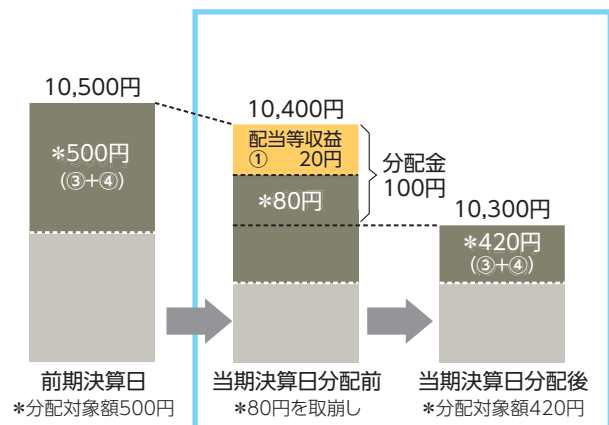 10,500円
*500円
(③+④)
前期決算日
*分配対象額500円
10,400円
配当等収益
① 20円
*80円
分配金
100円
当期決算日分配前
*80円を取崩し
10,300円
*420円
(③+④)
当期決算日分配後
*分配対象額420円